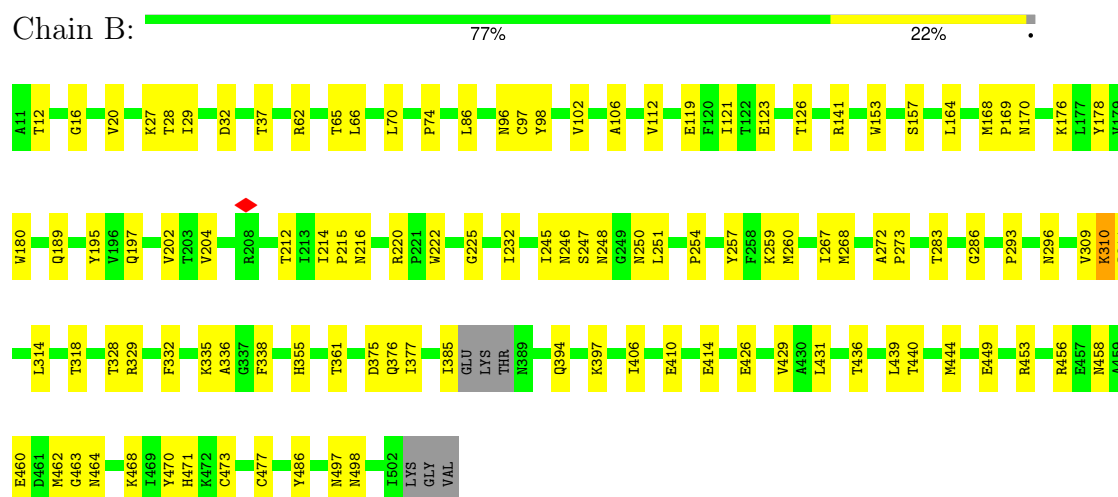 Chain B:
77% 22% •
A11 T12 G16 V20 K27 T28 I29 D32 T37 R62 T65 L66 L70 P74 L86 N96 C97 Y98 V102 A106 V112 E119 F120 I121 T122 E123 T126 R141 W153 S157 L164 M168 P169 N170 K176 L177 Y178
W180 Q189 Y195 V196 Q197 V202 T203 V204 R208 T212 I213 I214 P215 N216 R220 P221 W222 G225 I232 I245 N246 S247 N248 G249 N250 L251 P254 Y257 F258 K259 M260 I267 M268 A272 P273 T283 G286 P293 N296 V309 K310
L314 T318 T328 R329 F332 K335 A336 G337 F338 H355 T361 D375 Q376 I377 I385 GLU LYS THR N389 Q394 K397 I406 E410 E414 E426 V429 A430 L431 T436 L439 T440 M444 E449 R453 R456 E457 N458 A459
E460 D461 M462 G463 N464 K468 I469 Y470 H471 K472 C473 C477 Y486 N497 N498 I502 LYS GLY VAL